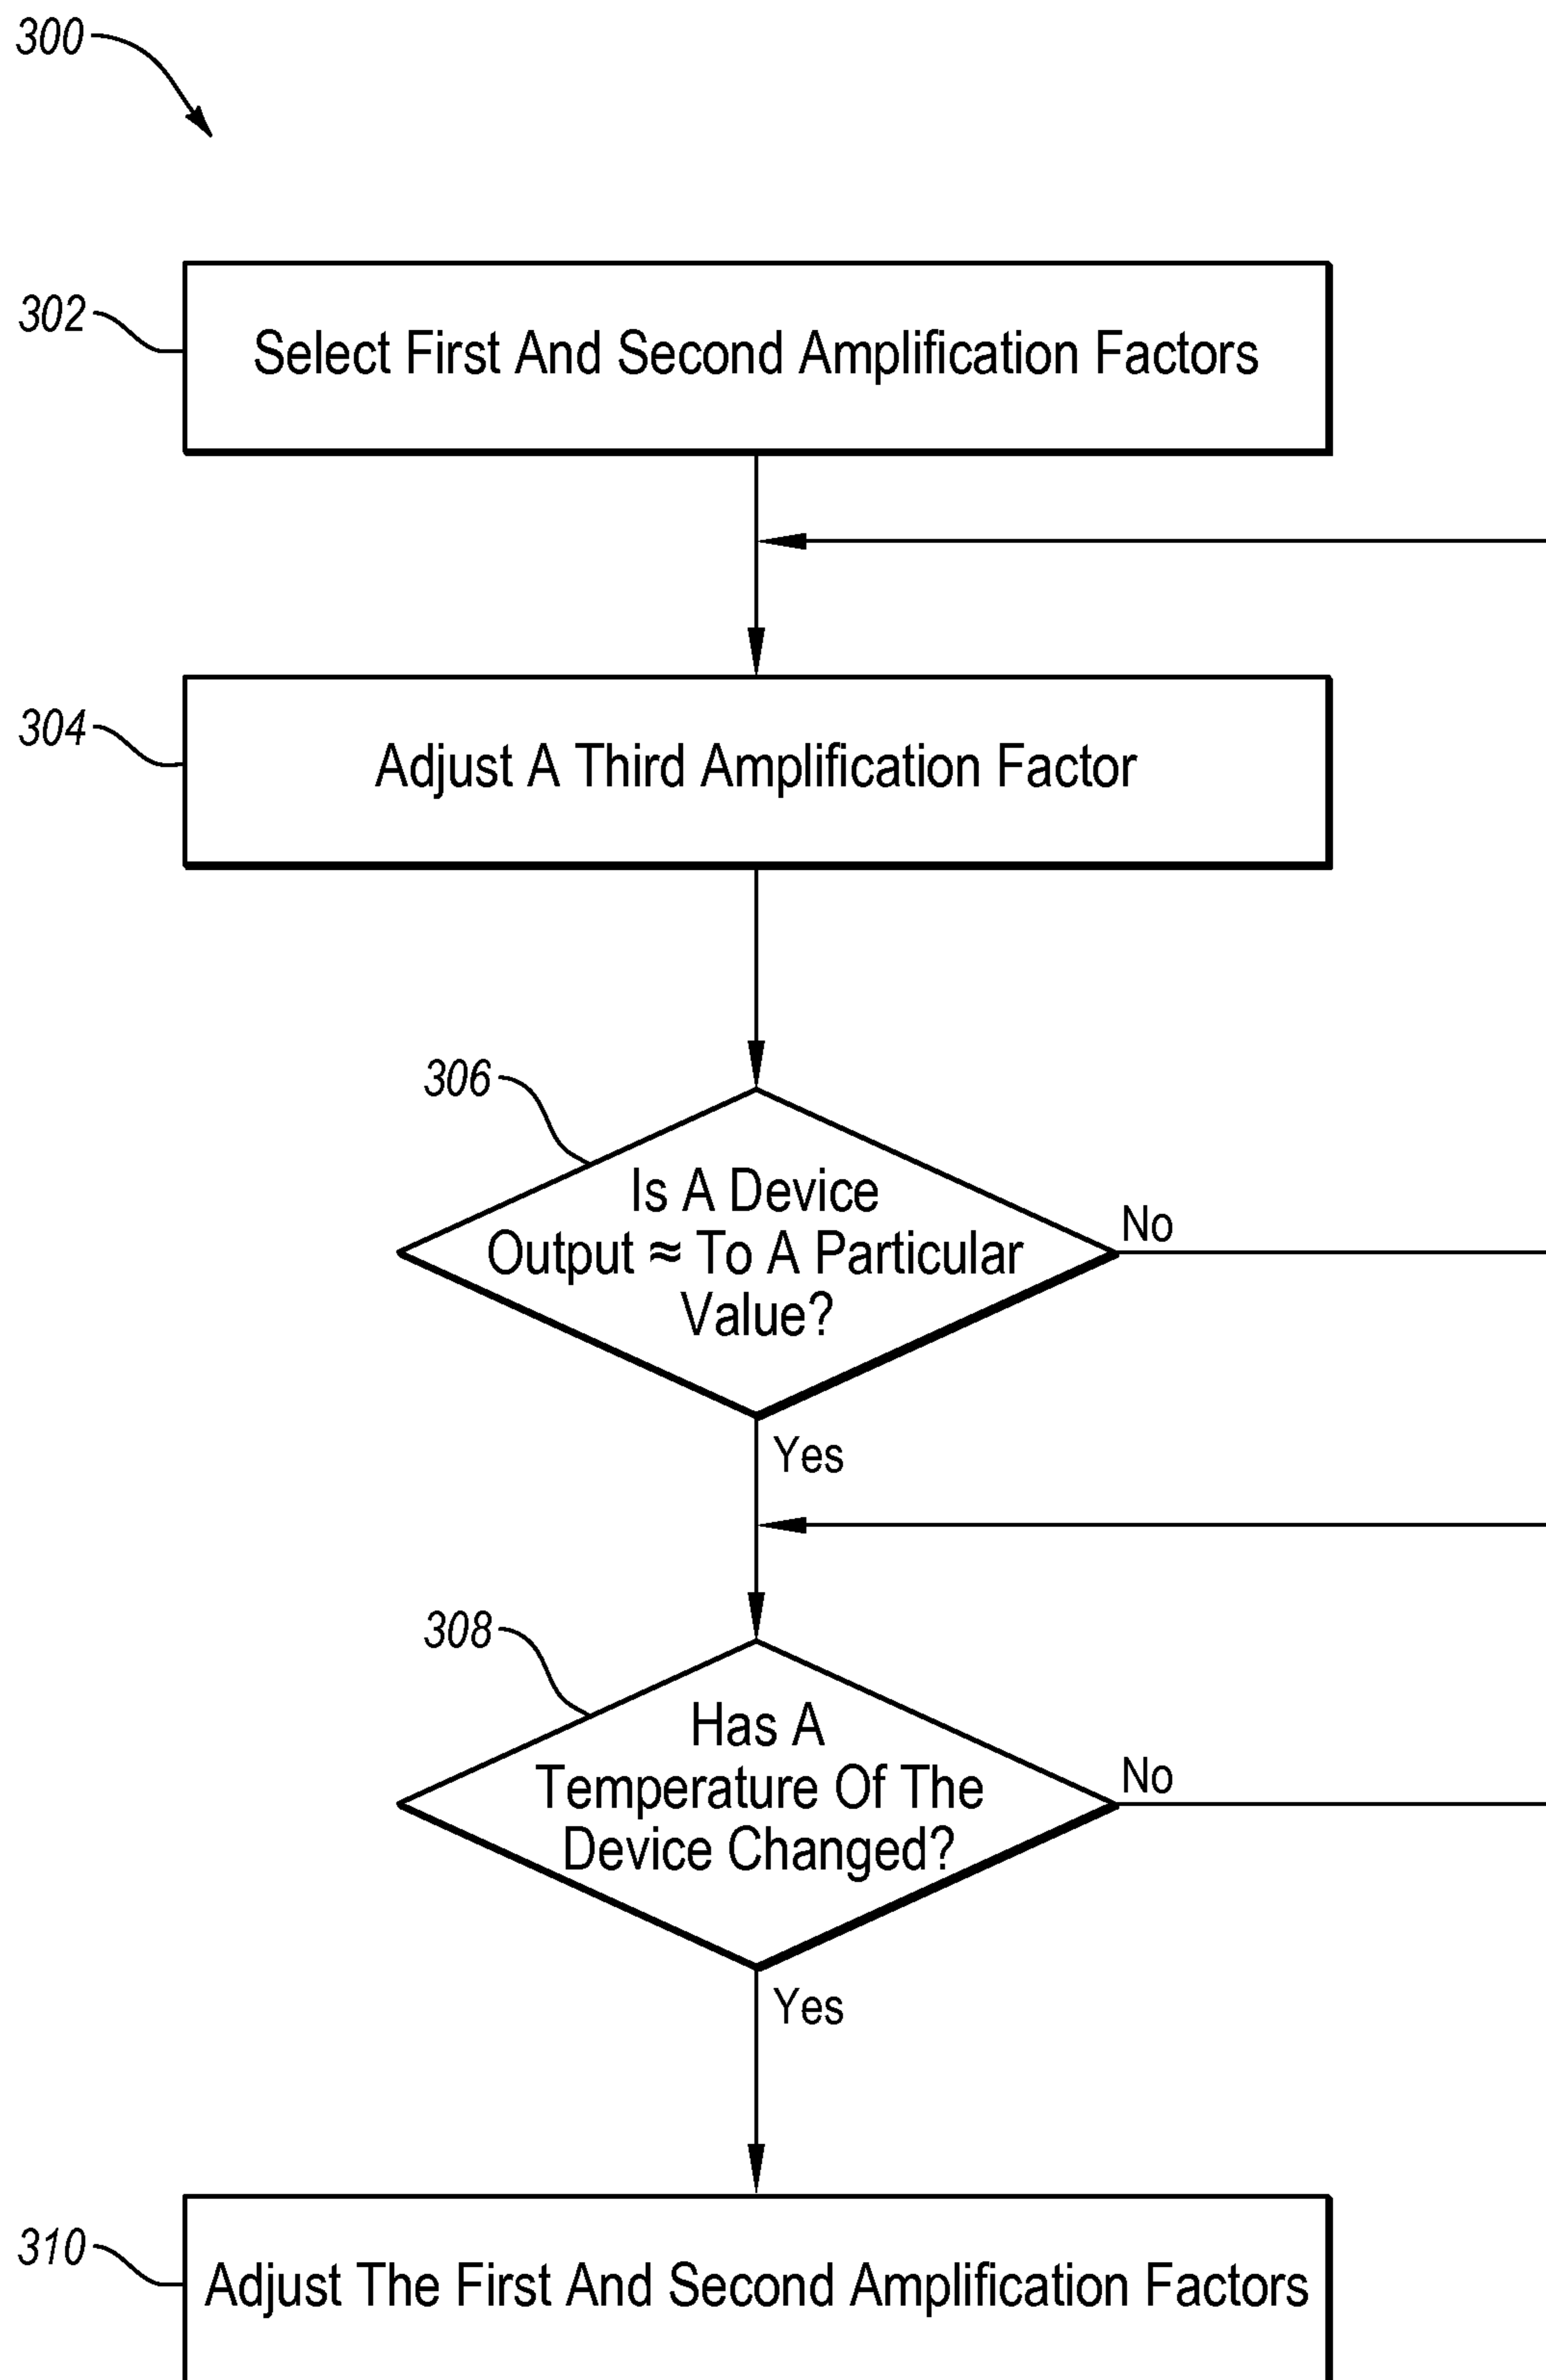 300
302
Select First And Second Amplification Factors
304
Adjust A Third Amplification Factor
306
Is A Device
Output ≈ To A Particular
Value?
No
Yes
308
Has A
Temperature Of The
Device Changed?
No
Yes
310
Adjust The First And Second Amplification Factors